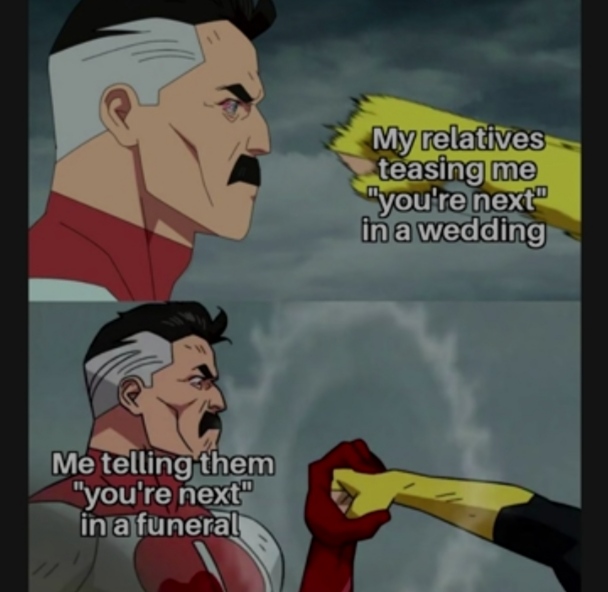 My relatives
teasing me
"you're next"
in a wedding
Me telling them
"you're next"
in a funeral